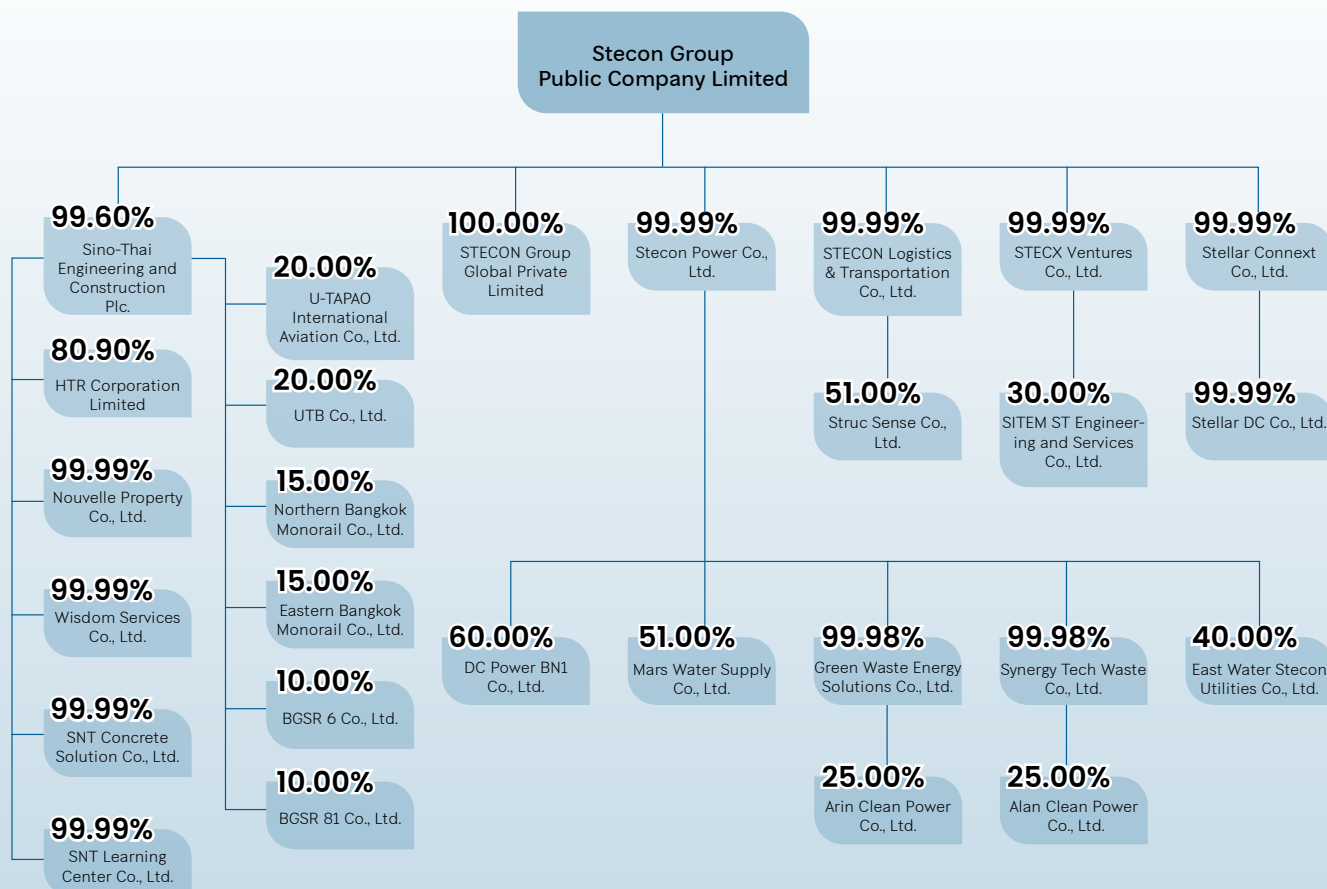 Stecon Group
Public Company Limited
99.60%
Sino-Thai
Engineering and
Construction
Plc.
80.90%
HTR Corporation
Limited
99.99%
Nouvelle Property
Co., Ltd.
99.99%
Wisdom Services
Co., Ltd.
99.99%
SNT Concrete
Solution Co., Ltd.
99.99%
SNT Learning
Center Co., Ltd.
20.00%
U-TAPAO
International
Aviation Co., Ltd.
20.00%
UTB Co., Ltd.
15.00%
Northern Bangkok
Monorail Co., Ltd.
15.00%
Eastern Bangkok
Monorail Co., Ltd.
10.00%
BGSR 6 Co., Ltd.
10.00%
BGSR 81 Co., Ltd.
100.00%
STECON Group
Global Private
Limited
99.99%
Stecon Power Co.,
Ltd.
99.99%
STECON Logistics
& Transportation
Co., Ltd.
51.00%
Struc Sense Co.,
Ltd.
99.99%
STECX Ventures
Co., Ltd.
30.00%
SITEM ST Engineer-
ing and Services
Co., Ltd.
99.99%
Stellar Connext
Co., Ltd.
99.99%
Stellar DC Co., Ltd.
60.00%
DC Power BN1
Co., Ltd.
51.00%
Mars Water Supply
Co., Ltd.
99.98%
Green Waste Energy
Solutions Co., Ltd.
99.98%
Synergy Tech Waste
Co., Ltd.
40.00%
East Water Stecon
Utilities Co., Ltd.
25.00%
Arin Clean Power
Co., Ltd.
25.00%
Alan Clean Power
Co., Ltd.